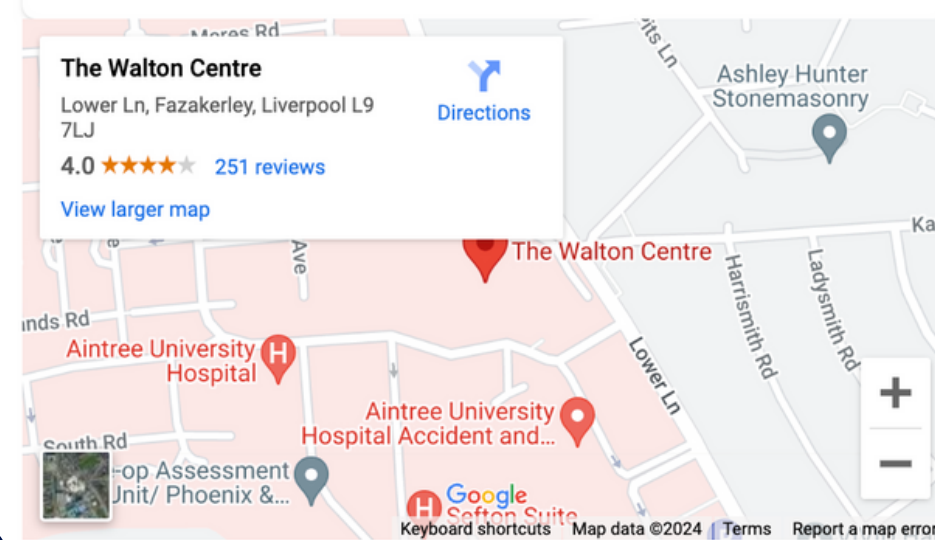 Mores Rd
The Walton Centre
Lower Ln, Fazakerley, Liverpool L9
7LJ
4.0
251 reviews
View larger map
Directions
its Ln
Ashley Hunter
Stonemasonry
Ka
The Walton Centre
Ave
e
Harrismith Rd
Ladysmith Rd
ands Rd
Aintree University
Hospital
H
Lower Ln
Aintree University
Hospital Accident and...
South Rd
-op Assessment
Unit/ Phoenix &...
H
Google
Sefton Suite
+
−
Keyboard shortcuts
Map data ©2024
Terms
Report a map error